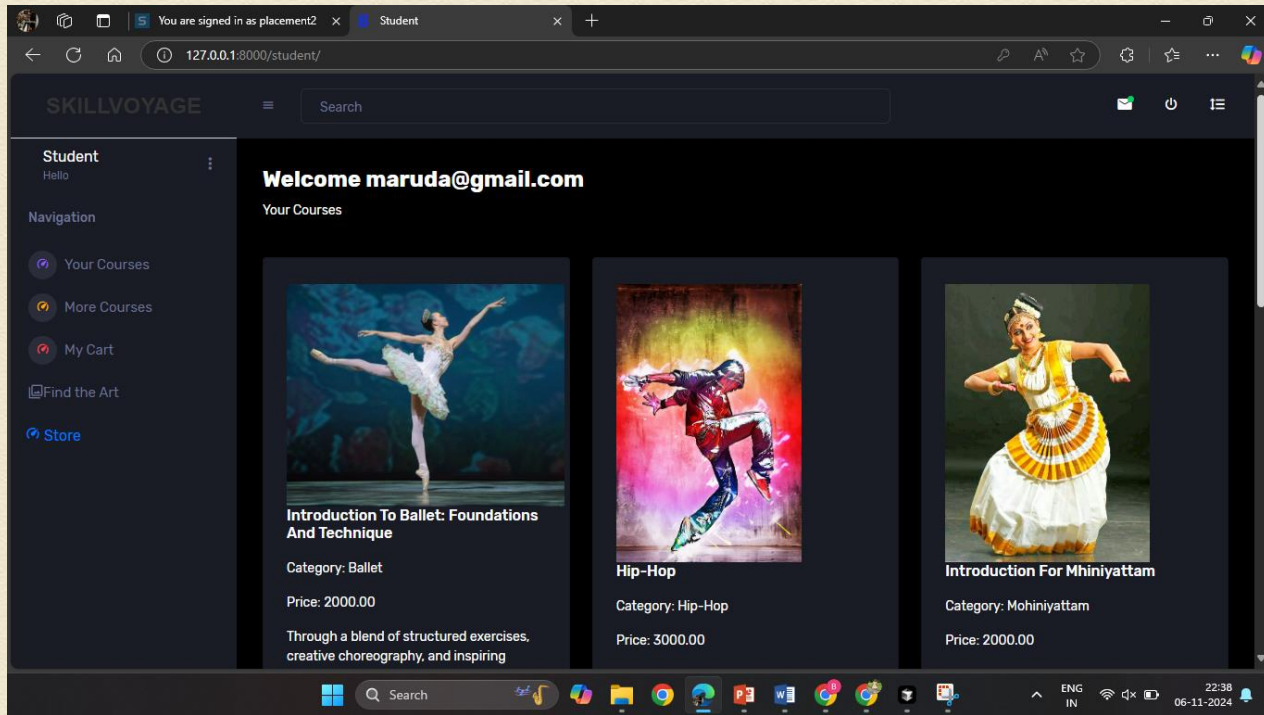 You are signed in as placement2
Student
127.0.0.1:8000/student/
SKILLVOYAGE
Search
Student
Hello
Welcome maruda@gmail.com
Your Courses
Navigation
Your Courses
More Courses
My Cart
Find the Art
Store
Introduction To Ballet: Foundations
And Technique
Category: Ballet
Price: 2000.00
Through a blend of structured exercises,
creative choreography, and inspiring
Hip-Hop
Category: Hip-Hop
Price: 3000.00
Introduction For Mhiniyattam
Category: Mohiniyattam
Price: 2000.00
Search
ENG
IN
22:38
06-11-2024